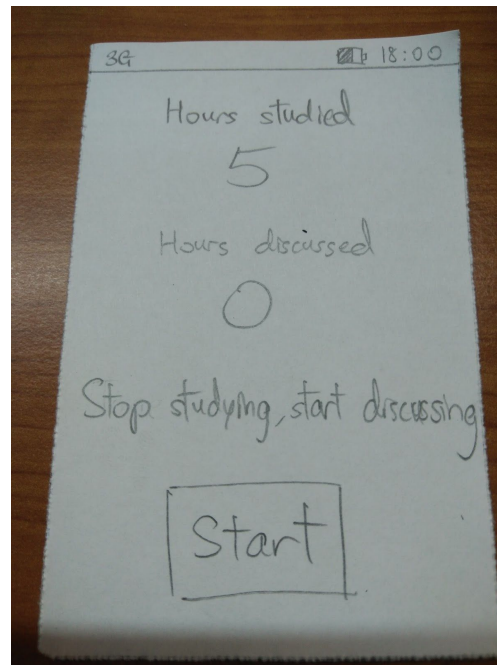 3G 18:00
Hours studied
5
Hours discussed
0
Stop studying, start discussing
Start